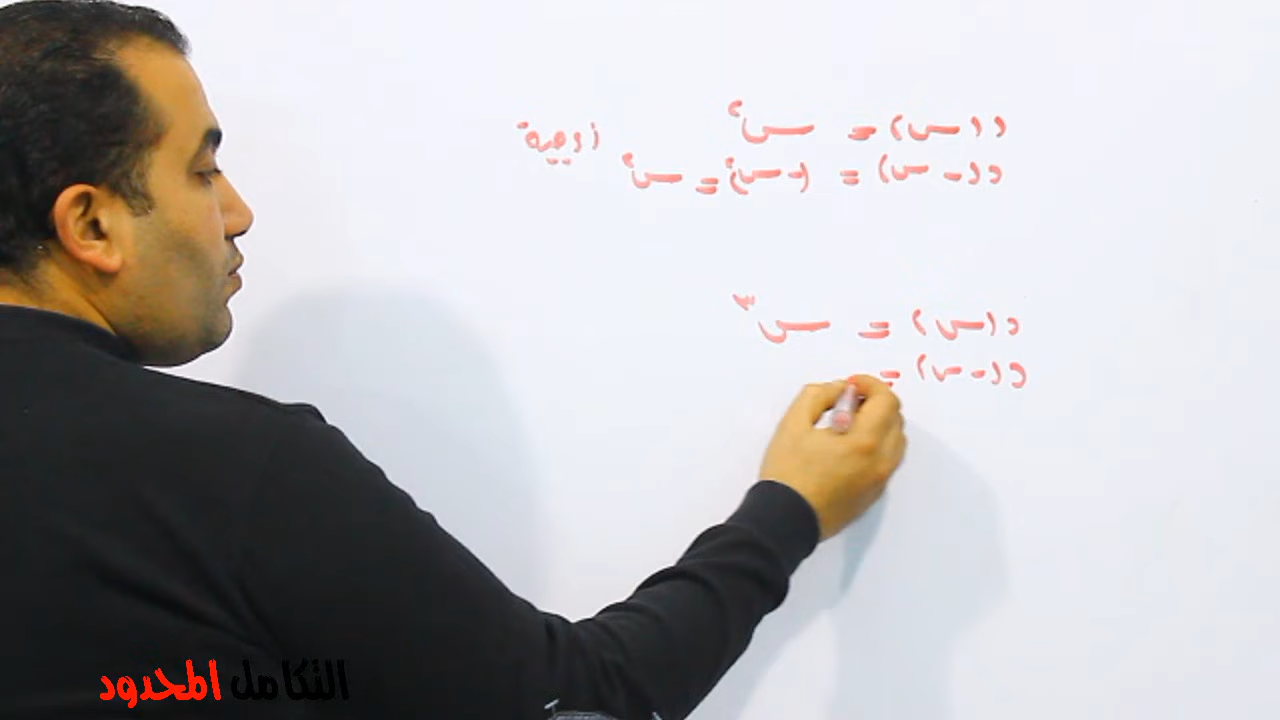 د(س) = س²
د(-س) = (-س)² = س² زوجية
د(س) = س³
د(-س) =
التكامل المحدود